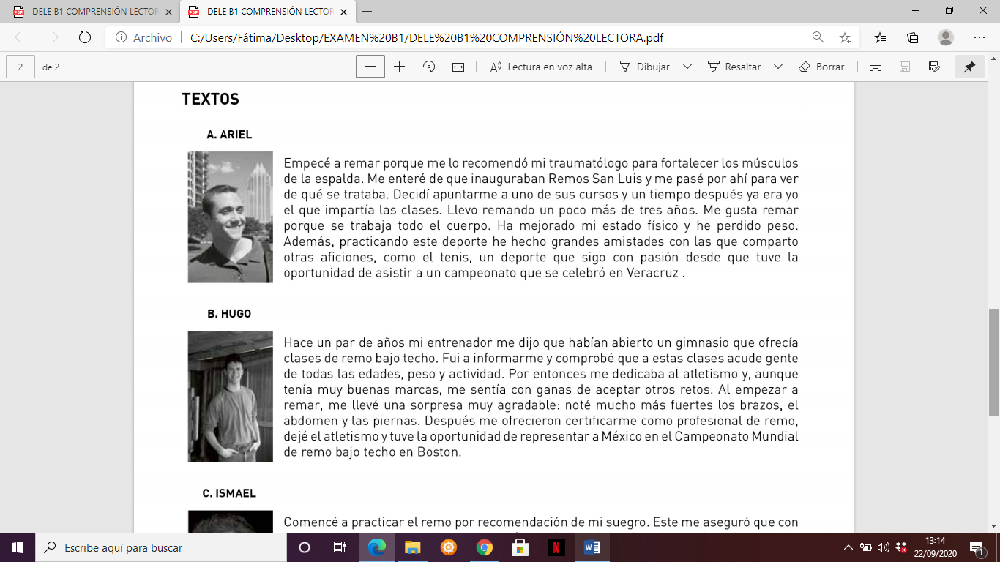 DELE B1 COMPRENSIÓN LECTOR
DELE B1 COMPRENSIÓN LECTOR
Archivo
C:/Users/Fátima/Desktop/EXAMEN%20B1/DELE%20B1%20COMPRENSIÓN%20LECTORA.pdf
2 de 2
Lectura en voz alta
Dibujar
Resaltar
Borrar
TEXTOS
A. ARIEL
Empecé a remar porque me lo recomendó mi traumatólogo para fortalecer los músculos
de la espalda. Me enteré de que inauguraban Remos San Luis y me pasé por ahí para ver
de qué se trataba. Decidí apuntarme a uno de sus cursos y un tiempo después ya era yo
el que impartía las clases. Llevo remando un poco más de tres años. Me gusta remar
porque se trabaja todo el cuerpo. Ha mejorado mi estado físico y he perdido peso.
Además, practicando este deporte he hecho grandes amistades con las que comparto
otras aficiones, como el tenis, un deporte que sigo con pasión desde que tuve la
oportunidad de asistir a un campeonato que se celebró en Veracruz .
B. HUGO
Hace un par de años mi entrenador me dijo que habían abierto un gimnasio que ofrecía
clases de remo bajo techo. Fui a informarme y comprobé que a estas clases acude gente
de todas las edades, peso y actividad. Por entonces me dedicaba al atletismo y, aunque
tenía muy buenas marcas, me sentía con ganas de aceptar otros retos. Al empezar a
remar, me llevé una sorpresa muy agradable: noté mucho más fuertes los brazos, el
abdomen y las piernas. Después me ofrecieron certificarme como profesional de remo,
dejé el atletismo y tuve la oportunidad de representar a México en el Campeonato Mundial
de remo bajo techo en Boston.
C. ISMAEL
Comencé a practicar el remo por recomendación de mi suegro. Este me aseguró que con
Escribe aquí para buscar
13:14
22/09/2020
1